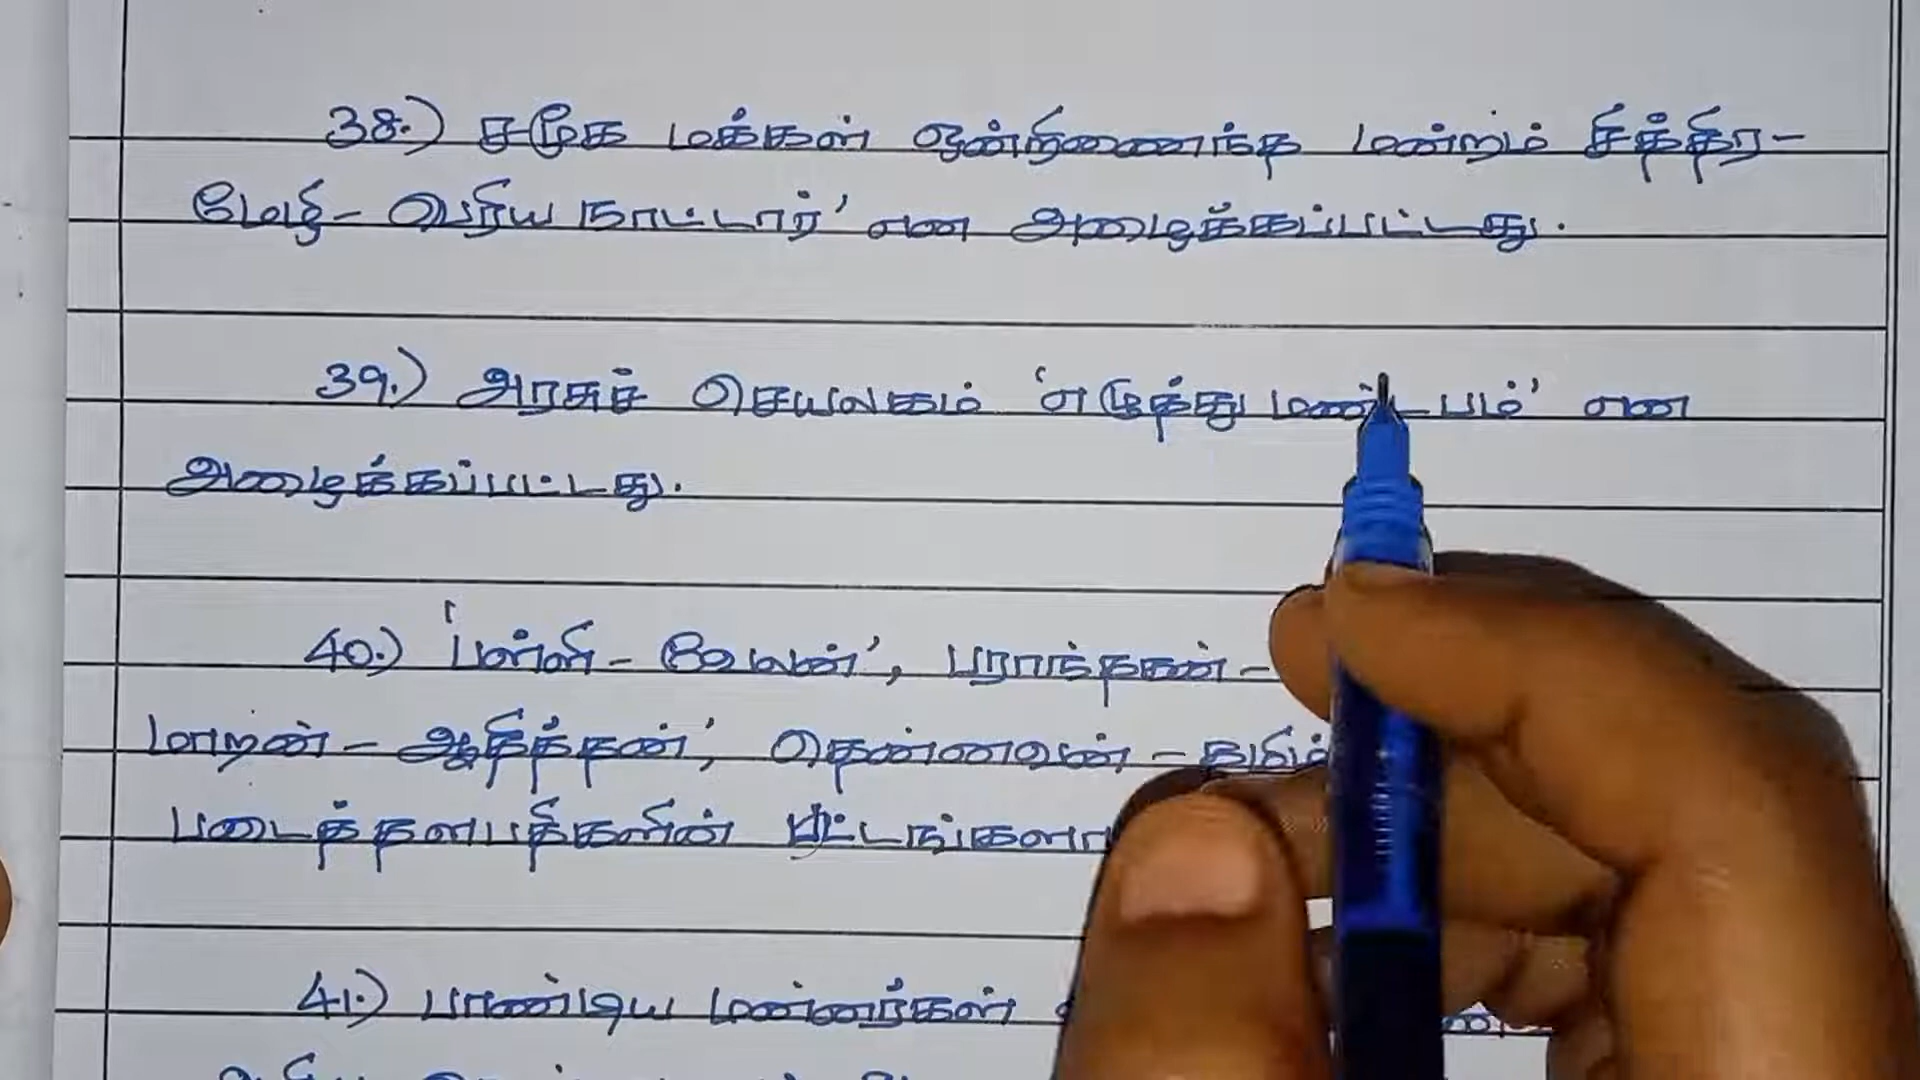 38.) சமூக மக்கள் ஒன்றிணைந்த மன்றம் சித்திர-
மேழி - பெரிய நாட்டார்' என அழைக்கப்பட்டது.
39.) அரசுச் செயலகம் 'எழுத்து மண்டபம்' என
அழைக்கப்பட்டது.
40.) 'பள்ளி - வேலன்', பராந்தகன் -
மாறன் - ஆதித்தன்', தென்னவன் - தமிழ
படைத்தளபதிகளின் பட்டங்களா
41.) பாண்டிய மன்னர்கள்